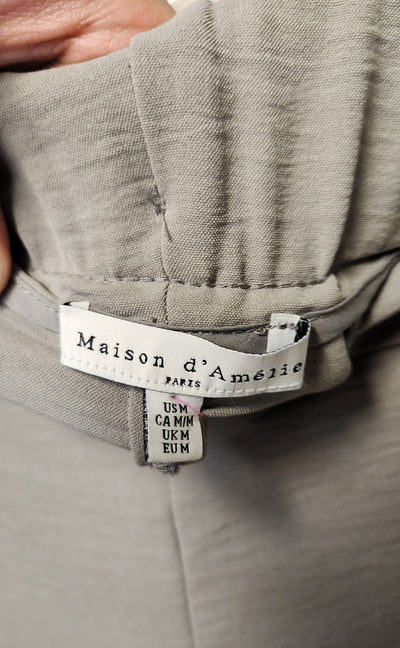 Maison d'Amélie
PARIS
US M
CA M/M
UK M
EU M